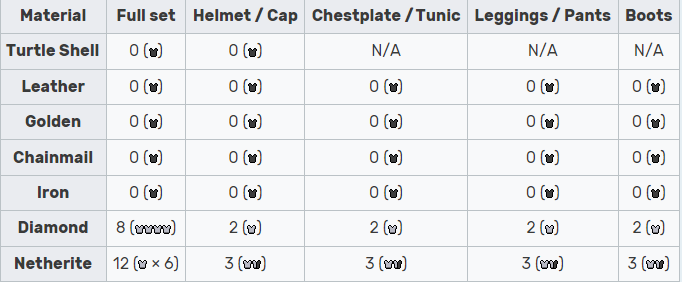 Material Full set Helmet / Cap Chestplate / Tunic Leggings / Pants Boots
Turtle Shell 0 () 0 () N/A N/A N/A
Leather 0 () 0 () 0 () 0 () 0 ()
Golden 0 () 0 () 0 () 0 () 0 ()
Chainmail 0 () 0 () 0 () 0 () 0 ()
Iron 0 () 0 () 0 () 0 () 0 ()
Diamond 8 () 2 () 2 () 2 () 2 ()
Netherite 12 ( × 6) 3 () 3 () 3 () 3 ()